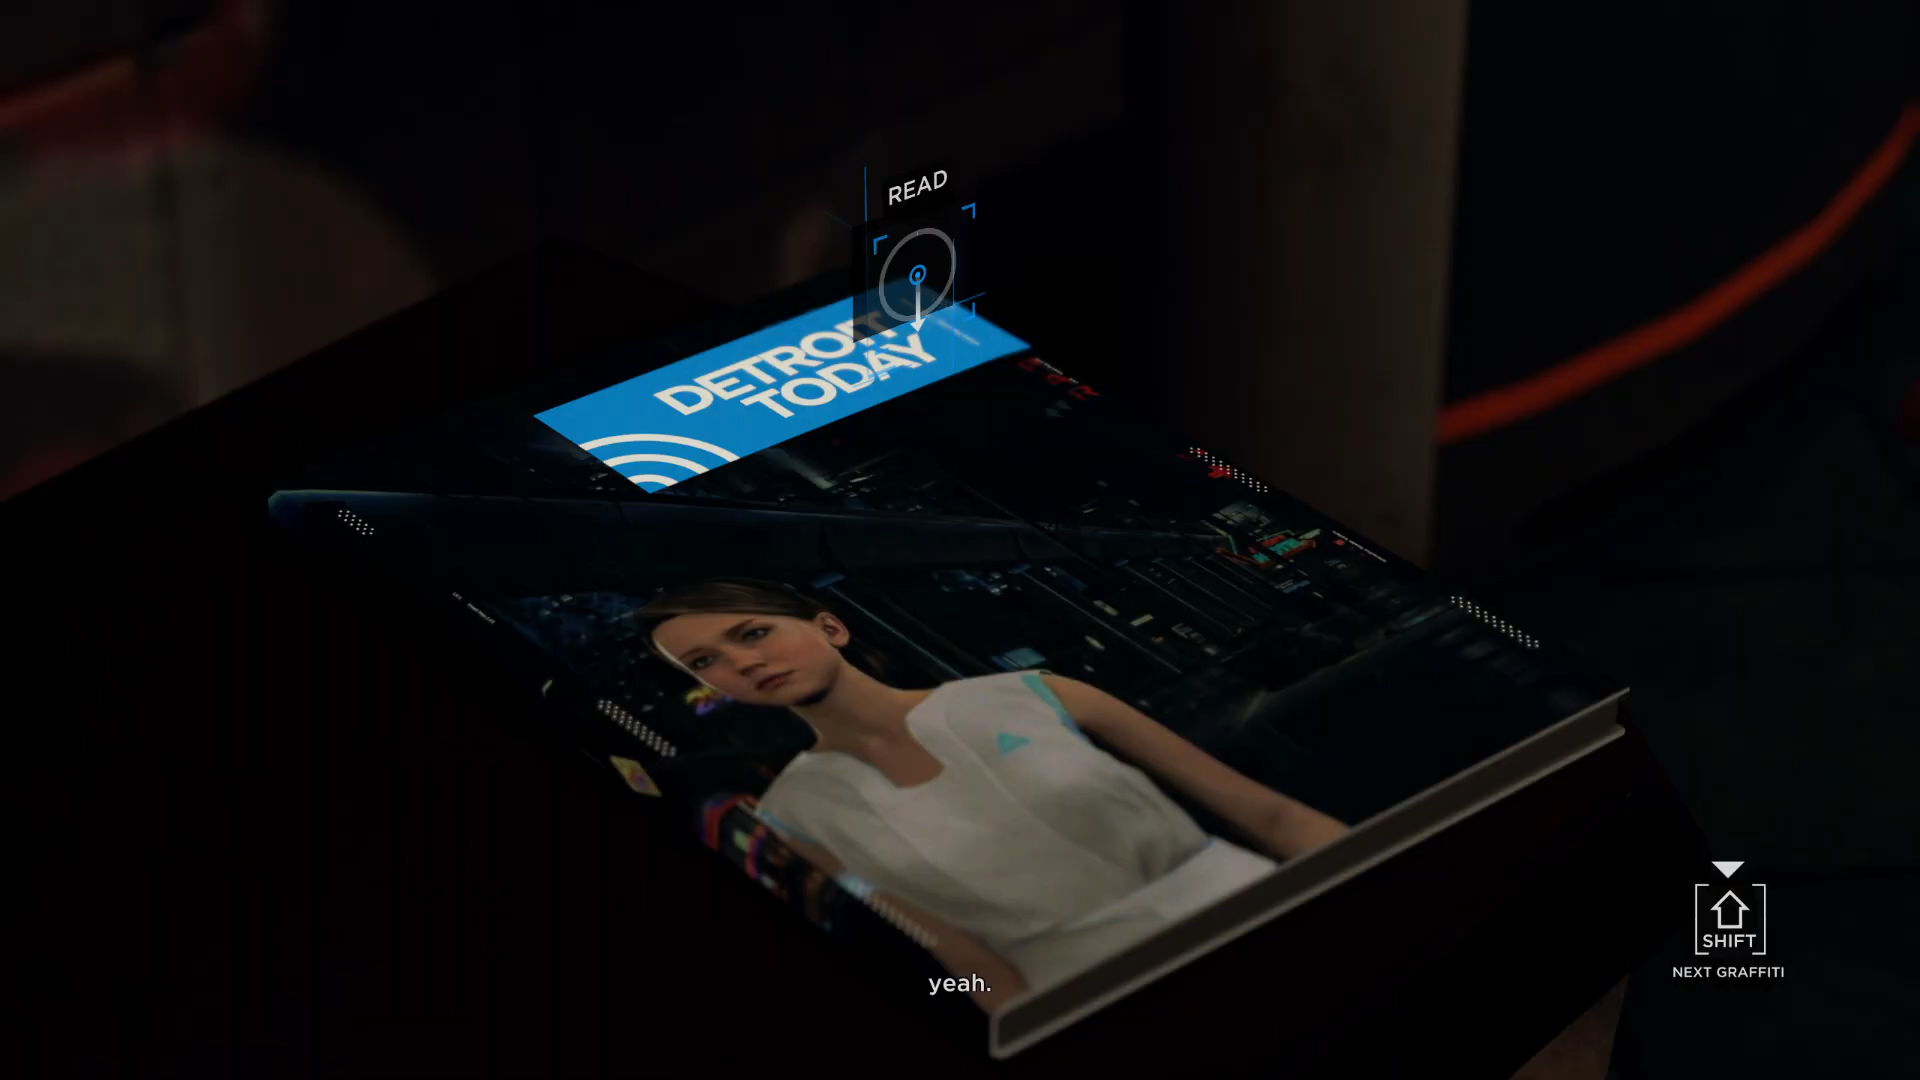 READ
DETROIT
TODAY
yeah.
SHIFT
NEXT GRAFFITI